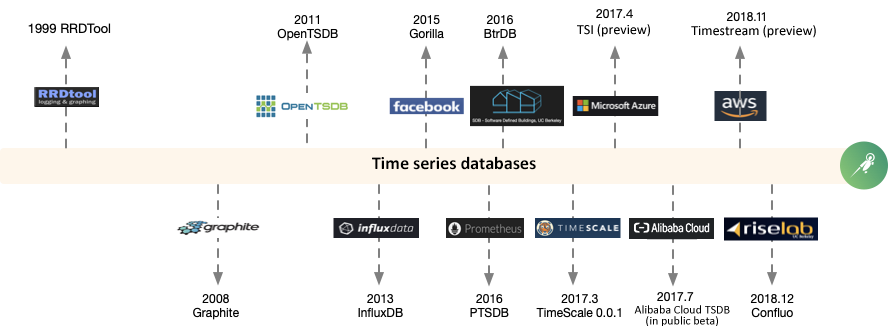 1999 RRDTool
2011
OpenTSDB
2015
Gorilla
2016
BtrDB
2017.4
TSI (preview)
2018.11
Timestream (preview)
RRDtool
logging & graphing
OPENTSDB
facebook
SDB - Software Defined Buildings, UC Berkeley
Microsoft Azure
aws
Time series databases
graphite
influxdata
Prometheus
TIMESCALE
Alibaba Cloud
riselab
UC Berkeley
2008
Graphite
2013
InfluxDB
2016
PTSDB
2017.3
TimeScale 0.0.1
2017.7
Alibaba Cloud TSDB
(in public beta)
2018.12
Confluo